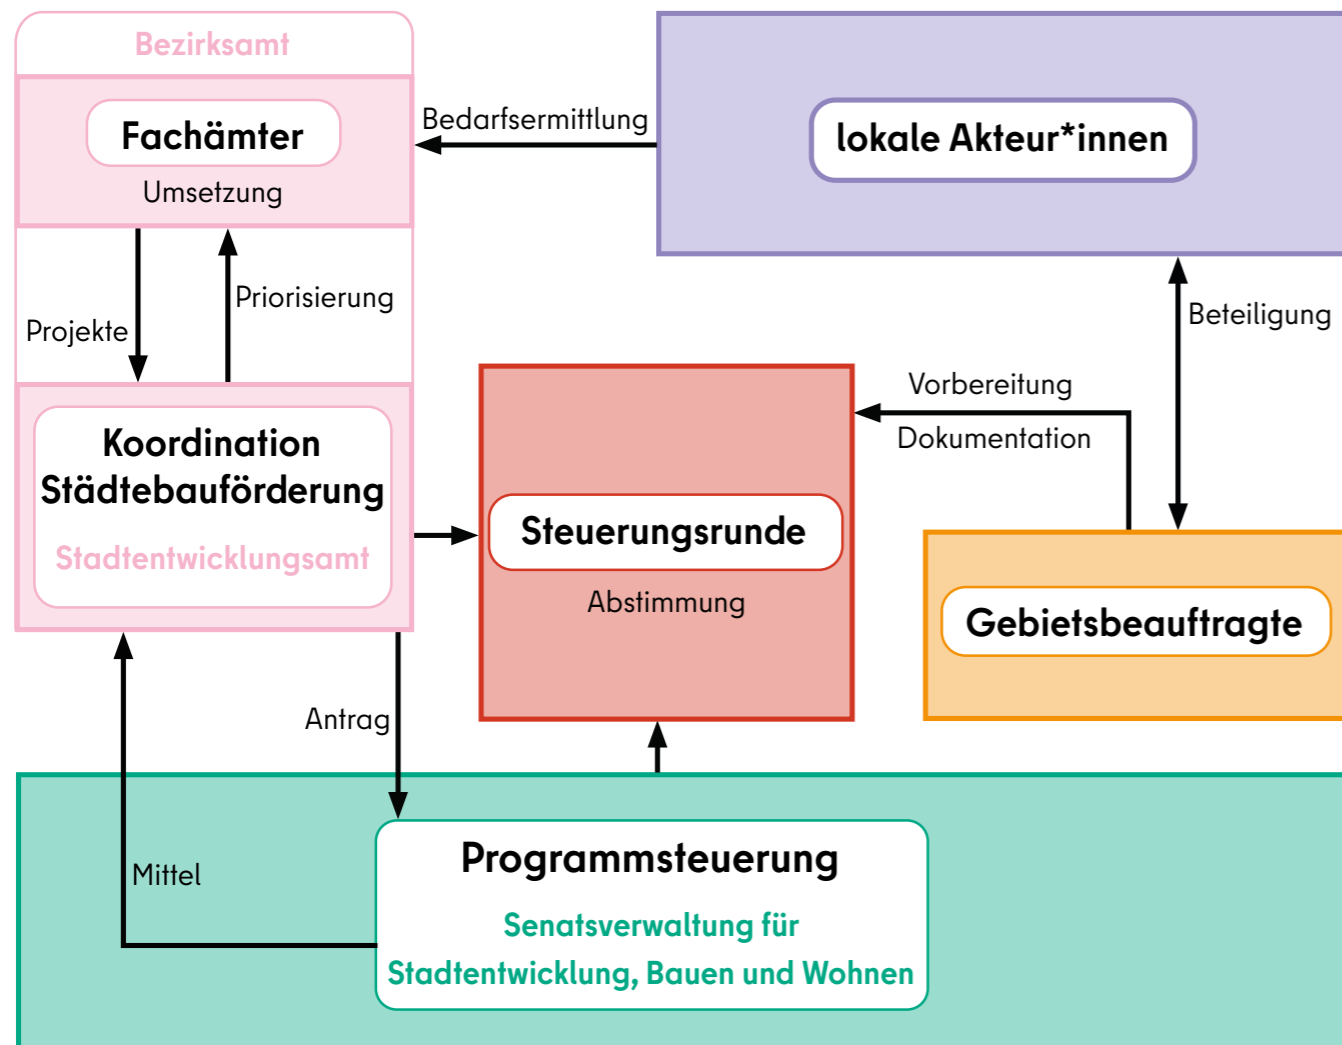 Bezirksamt
Fachämter
Umsetzung
Bedarfsermittlung
lokale Akteur*innen
Projekte
Priorisierung
Beteiligung
Koordination
Städtebauförderung
Stadtentwicklungsamt
Vorbereitung
Dokumentation
Steuerungsrunde
Abstimmung
Gebietsbeauftragte
Antrag
Mittel
Programmsteuerung
Senatsverwaltung für
Stadtentwicklung, Bauen und Wohnen